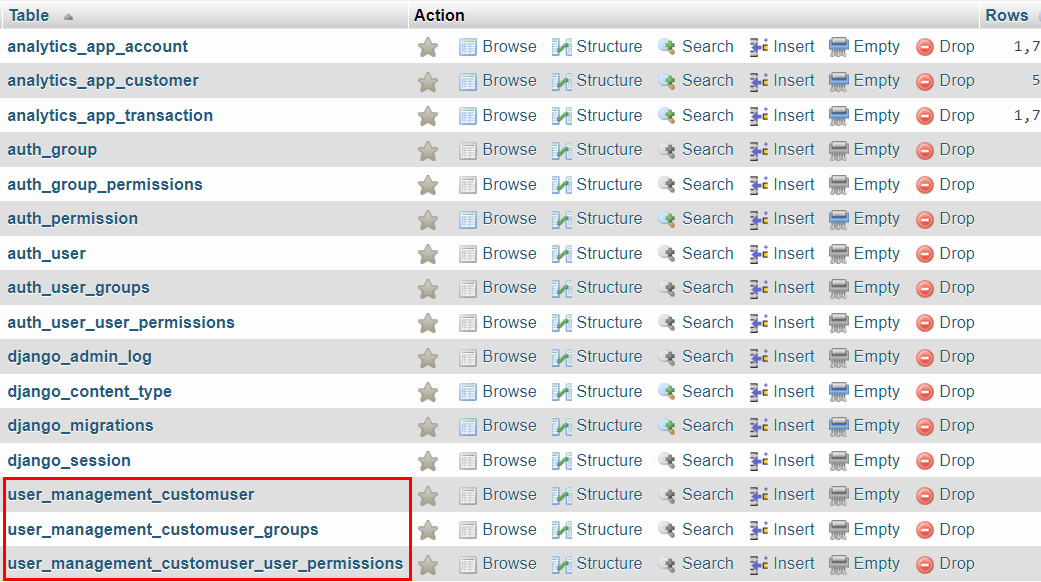 Table Action Rows
analytics_app_account Browse Structure Search Insert Empty Drop 1,7
analytics_app_customer Browse Structure Search Insert Empty Drop 5
analytics_app_transaction Browse Structure Search Insert Empty Drop 1,7
auth_group Browse Structure Search Insert Empty Drop
auth_group_permissions Browse Structure Search Insert Empty Drop
auth_permission Browse Structure Search Insert Empty Drop
auth_user Browse Structure Search Insert Empty Drop
auth_user_groups Browse Structure Search Insert Empty Drop
auth_user_user_permissions Browse Structure Search Insert Empty Drop
django_admin_log Browse Structure Search Insert Empty Drop
django_content_type Browse Structure Search Insert Empty Drop
django_migrations Browse Structure Search Insert Empty Drop
django_session Browse Structure Search Insert Empty Drop
user_management_customuser Browse Structure Search Insert Empty Drop
user_management_customuser_groups Browse Structure Search Insert Empty Drop
user_management_customuser_user_permissions Browse Structure Search Insert Empty Drop